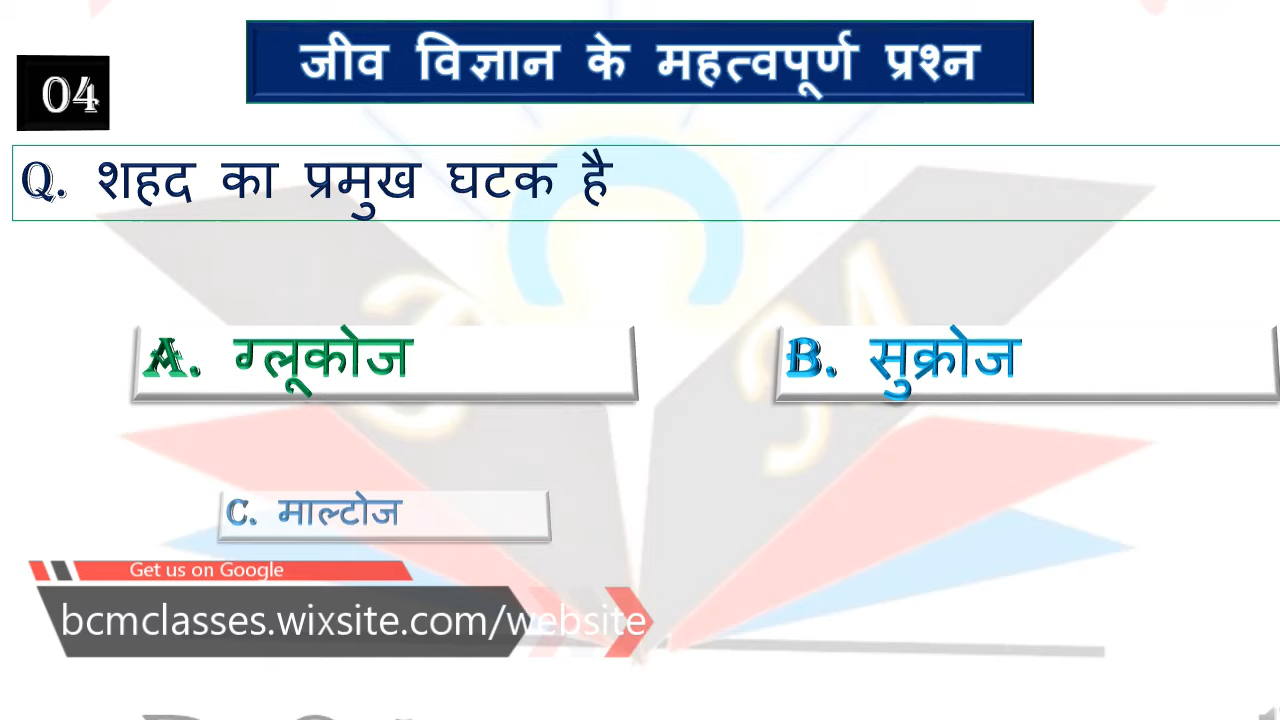 जीव विज्ञान के महत्वपूर्ण प्रश्न
04
Q. शहद का प्रमुख घटक है
A. ग्लूकोज
B. सुक्रोज
C. माल्टोज
Get us on Google
bcmclasses.wixsite.com/website